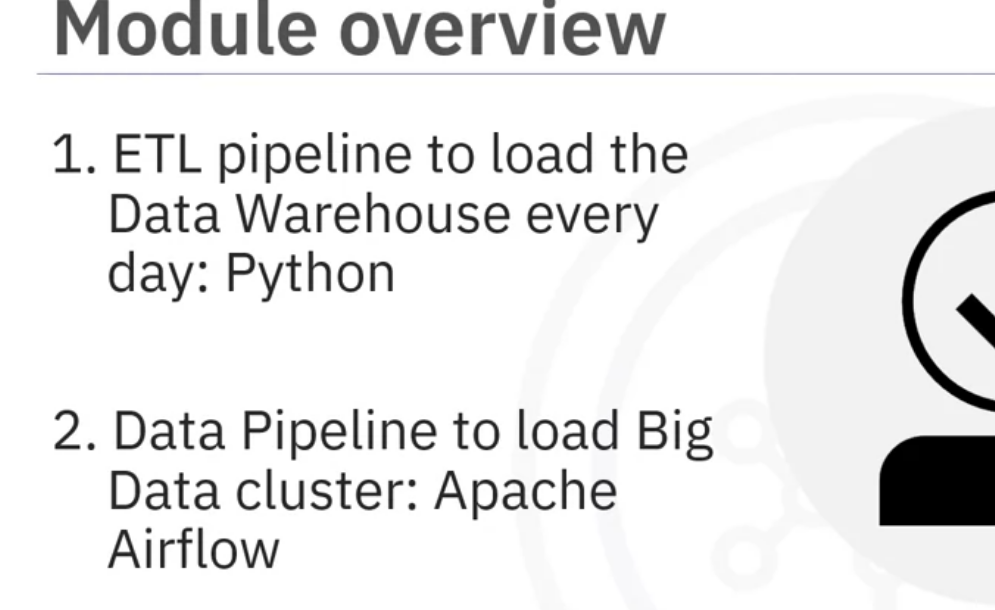 Module overview
1. ETL pipeline to load the
Data Warehouse every
day: Python
2. Data Pipeline to load Big
Data cluster: Apache
Airflow